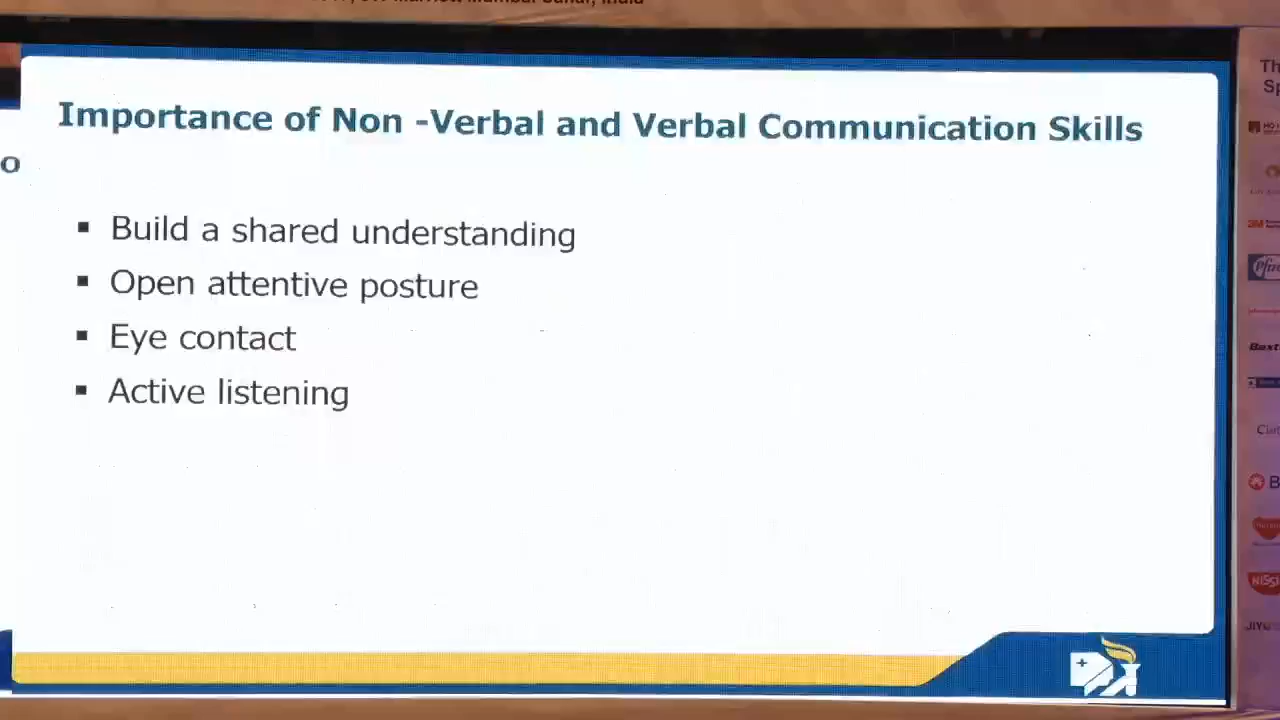 Importance of Non -Verbal and Verbal Communication Skills
Build a shared understanding
Open attentive posture
Eye contact
Active listening